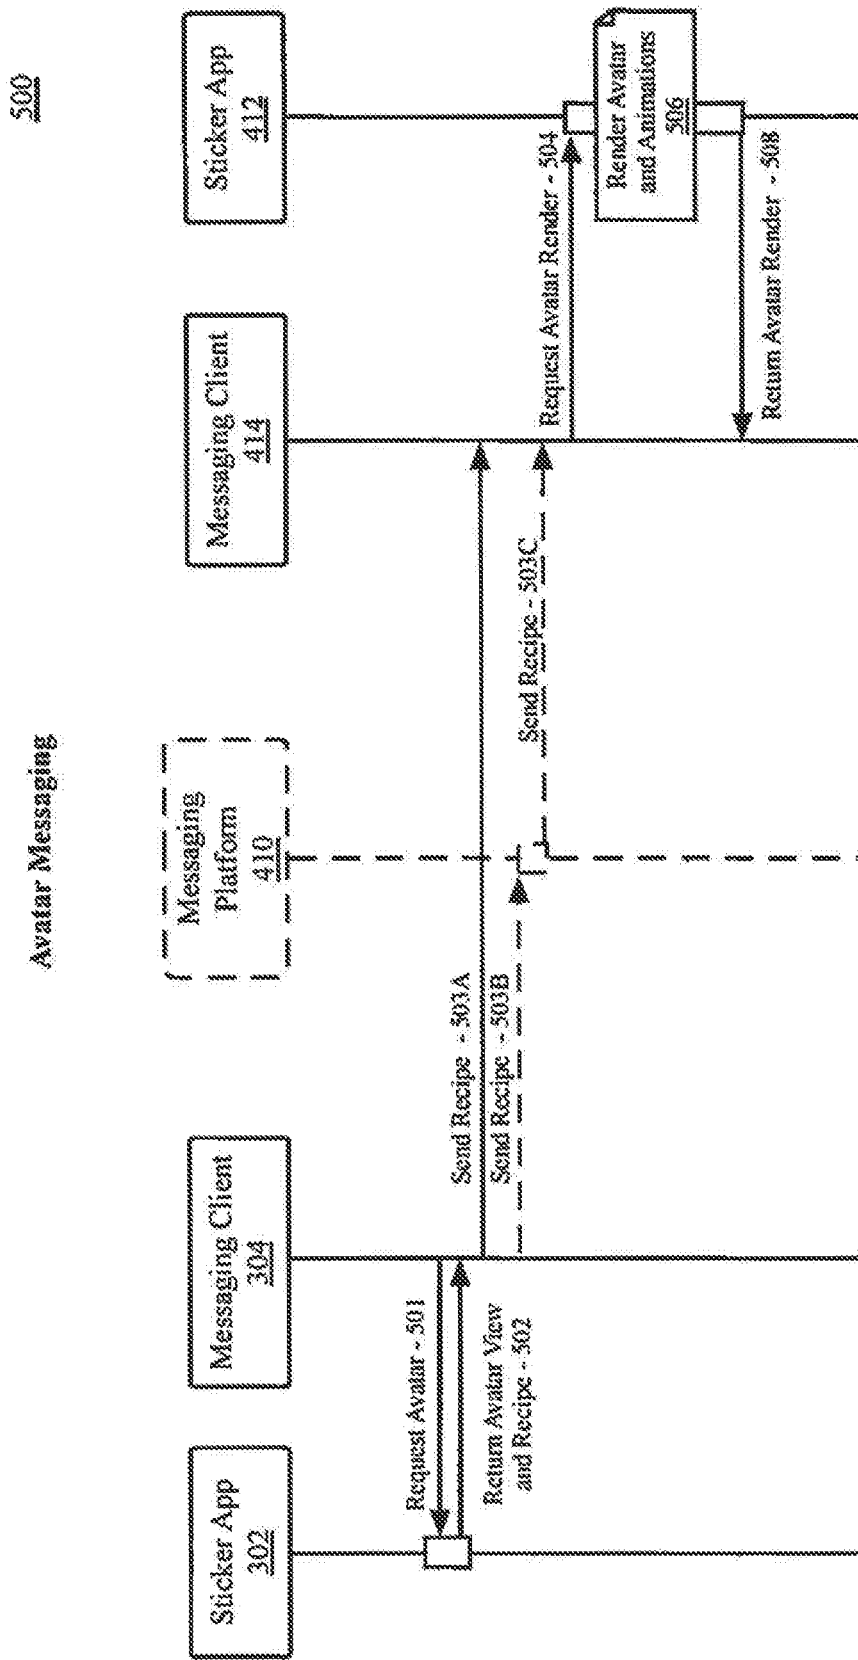 500
Avatar Messaging
Sticker App
302
Messaging Client
304
Messaging
Platform
410
Messaging Client
414
Sticker App
412
Request Avatar - 501
Return Avatar View
and Recipe - 502
Send Recipe - 503A
Send Recipe - 503B
Send Recipe - 503C
Request Avatar Render - 504
Render Avatar
and Animations
506
Return Avatar Render - 508